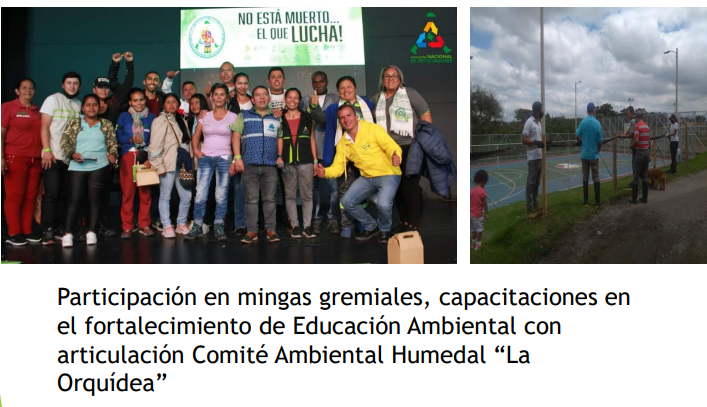 NO ESTÁ MUERTO...
EL QUE LUCHA!
NACIONAL
Participación en mingas gremiales, capacitaciones en
el fortalecimiento de Educación Ambiental con
articulación Comité Ambiental Humedal “La
Orquídea”